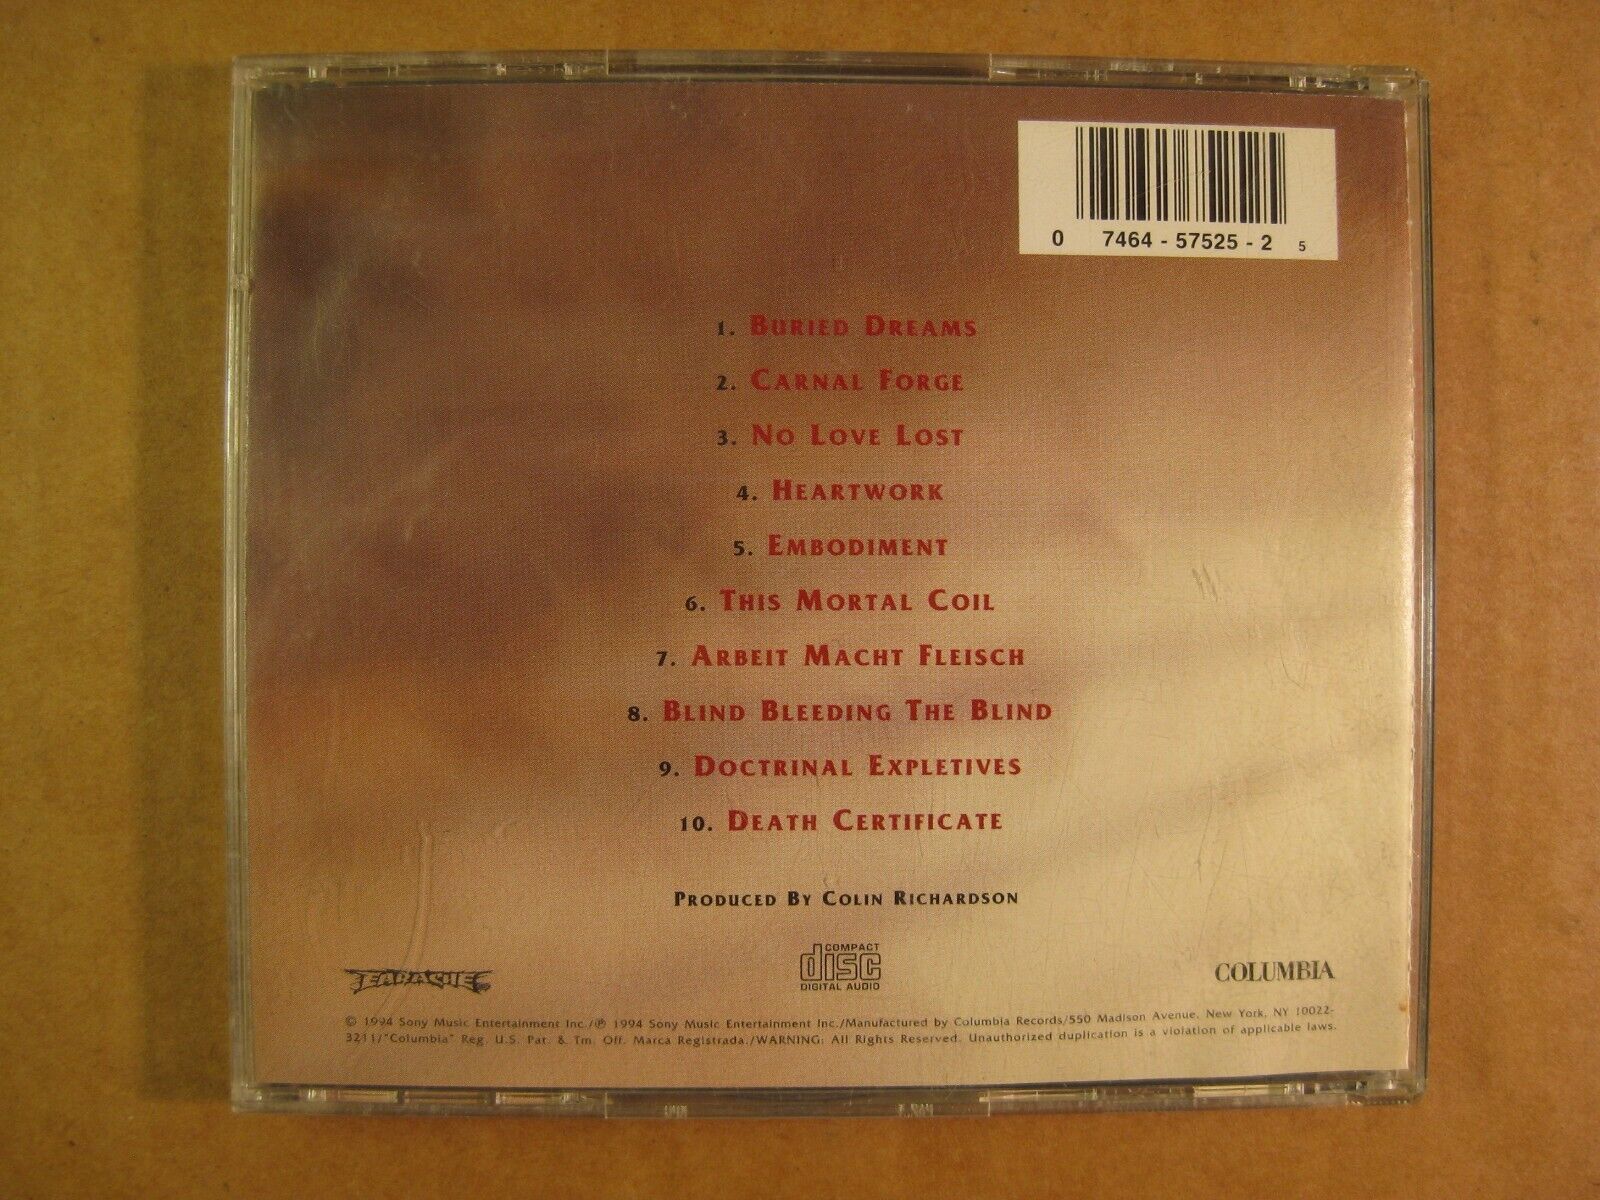 0 7464 - 57525 - 2 5
1. BURIED DREAMS
2. CARNAL FORGE
3. NO LOVE LOST
4. HEARTWORK
5. EMBODIMENT
6. THIS MORTAL COIL
7. ARBEIT MACHT FLEISCH
8. BLIND BLEEDING THE BLIND
9. DOCTRINAL EXPLETIVES
10. DEATH CERTIFICATE
PRODUCED BY COLIN RICHARDSON
EARACHE
COMPACT
disc
DIGITAL AUDIO
COLUMBIA
© 1994 Sony Music Entertainment Inc./℗ 1994 Sony Music Entertainment Inc./Manufactured by Columbia Records/550 Madison Avenue, New York, NY 10022-
3211/"Columbia" Reg. U.S. Pat. & Tm. Off. Marca Registrada./WARNING: All Rights Reserved. Unauthorized duplication is a violation of applicable laws.